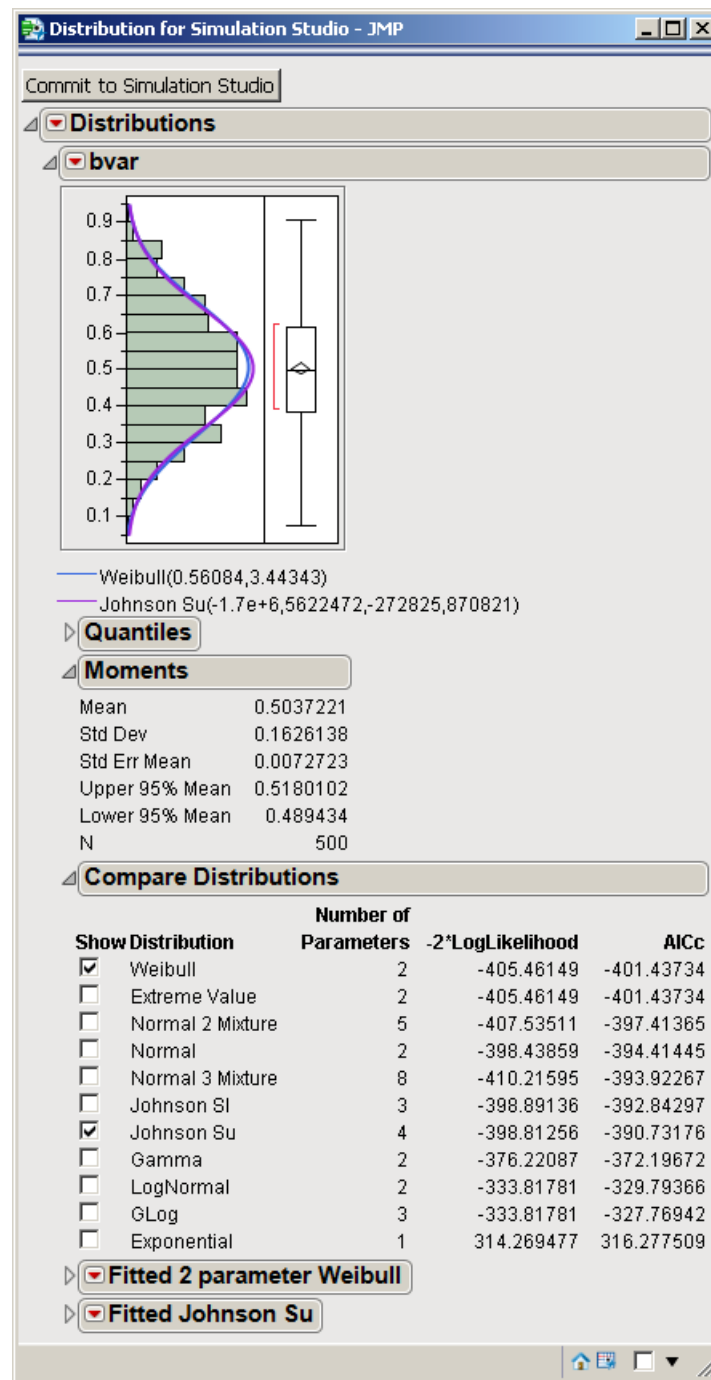 Distribution for Simulation Studio - JMP
Commit to Simulation Studio
Distributions
bvar
0.9
0.8
0.7
0.6
0.5
0.4
0.3
0.2
0.1
Weibull(0.56084,3.44343)
Johnson Su(-1.7e+6,5622472,-272825,870821)
Quantiles
Moments
Mean 0.5037221
Std Dev 0.1626138
Std Err Mean 0.0072723
Upper 95% Mean 0.5180102
Lower 95% Mean 0.489434
N 500
Compare Distributions
Number of
Show Distribution Parameters -2*LogLikelihood AICc
Weibull 2 -405.46149 -401.43734
Extreme Value 2 -405.46149 -401.43734
Normal 2 Mixture 5 -407.53511 -397.41365
Normal 2 -398.43859 -394.41445
Normal 3 Mixture 8 -410.21595 -393.92267
Johnson Sl 3 -398.89136 -392.84297
Johnson Su 4 -398.81256 -390.73176
Gamma 2 -376.22087 -372.19672
LogNormal 2 -333.81781 -329.79366
GLog 3 -333.81781 -327.76942
Exponential 1 314.269477 316.277509
Fitted 2 parameter Weibull
Fitted Johnson Su